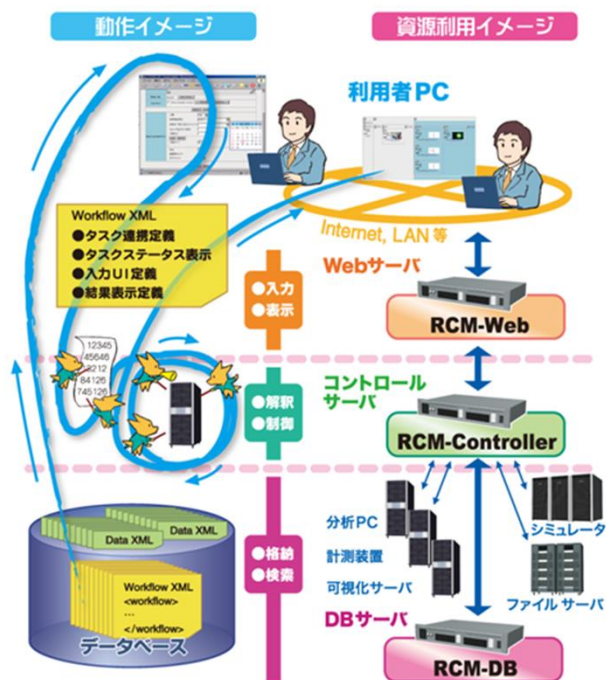 動作イメージ
資源利用イメージ
利用者PC
Workflow XML
●タスク連携定義
●タスクステータス表示
●入力UI定義
●結果表示定義
Internet, LAN 等
●入力
●表示
Webサーバ
RCM-Web
12345
45646
3212
84126
745126
●解釈
●制御
コントロール
サーバ
RCM-Controller
Data XML
Data XML
Workflow XML
<workflow>
...
</workflow>
データベース
●格納
●検索
分析PC
計測装置
可視化サーバ
シミュレータ
ファイル サーバ
DBサーバ
RCM-DB